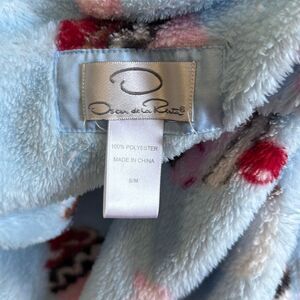 Oscar de la Renta
100% POLYESTER
MADE IN CHINA
S/M